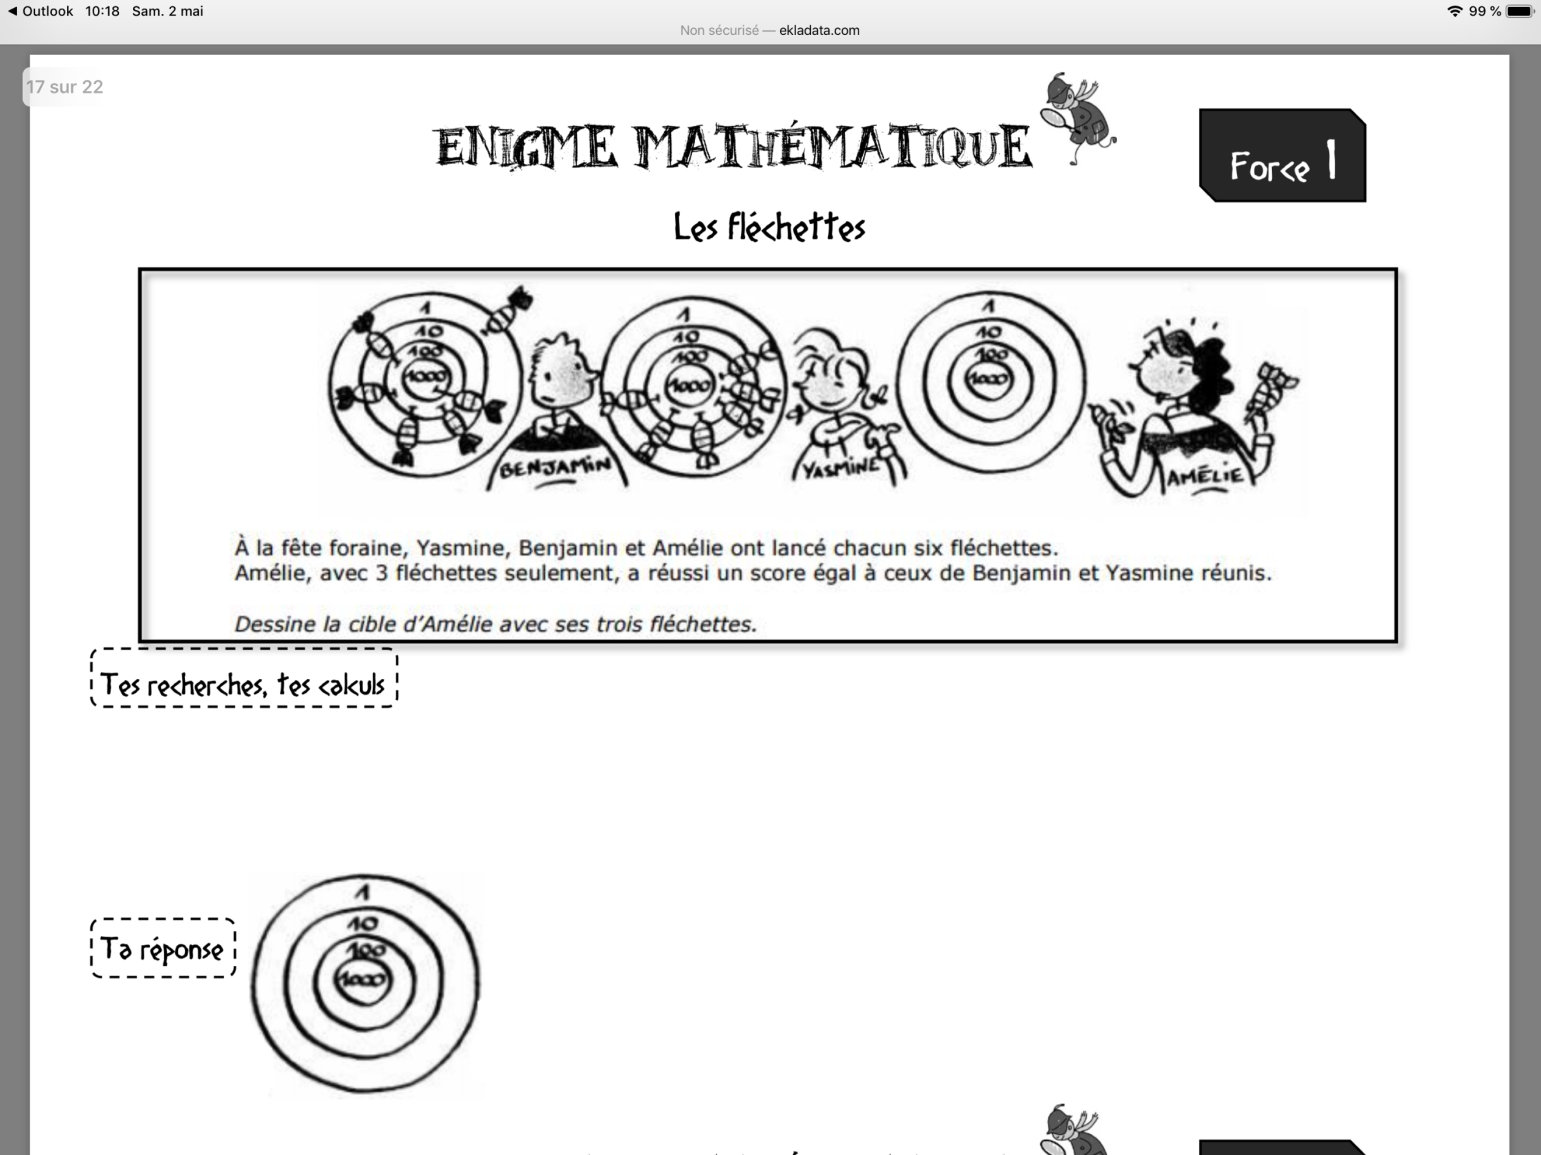 Outlook 10:18 Sam. 2 mai
99 %
Non sécurisé — ekladata.com
17 sur 22
ENIGME MATHÉMATIQUE
Force 1
Les fléchettes
1
10
100
1000
BENJAMIN
1
10
100
1000
YASMINE
1
10
100
1000
AMÉLIE
À la fête foraine, Yasmine, Benjamin et Amélie ont lancé chacun six fléchettes.
Amélie, avec 3 fléchettes seulement, a réussi un score égal à ceux de Benjamin et Yasmine réunis.
Dessine la cible d’Amélie avec ses trois fléchettes.
Tes recherches, tes calculs
Ta réponse
1
10
100
1000